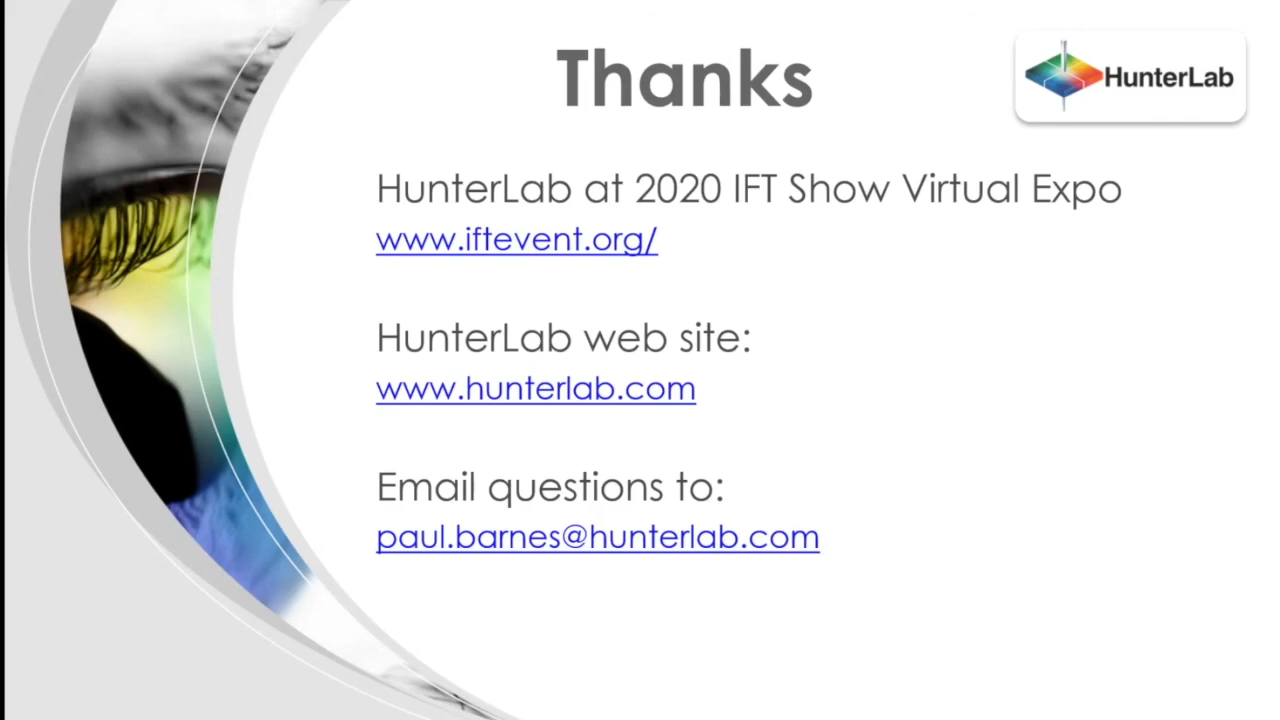 Thanks
HunterLab
HunterLab at 2020 IFT Show Virtual Expo
www.iftevent.org/
HunterLab web site:
www.hunterlab.com
Email questions to:
paul.barnes@hunterlab.com